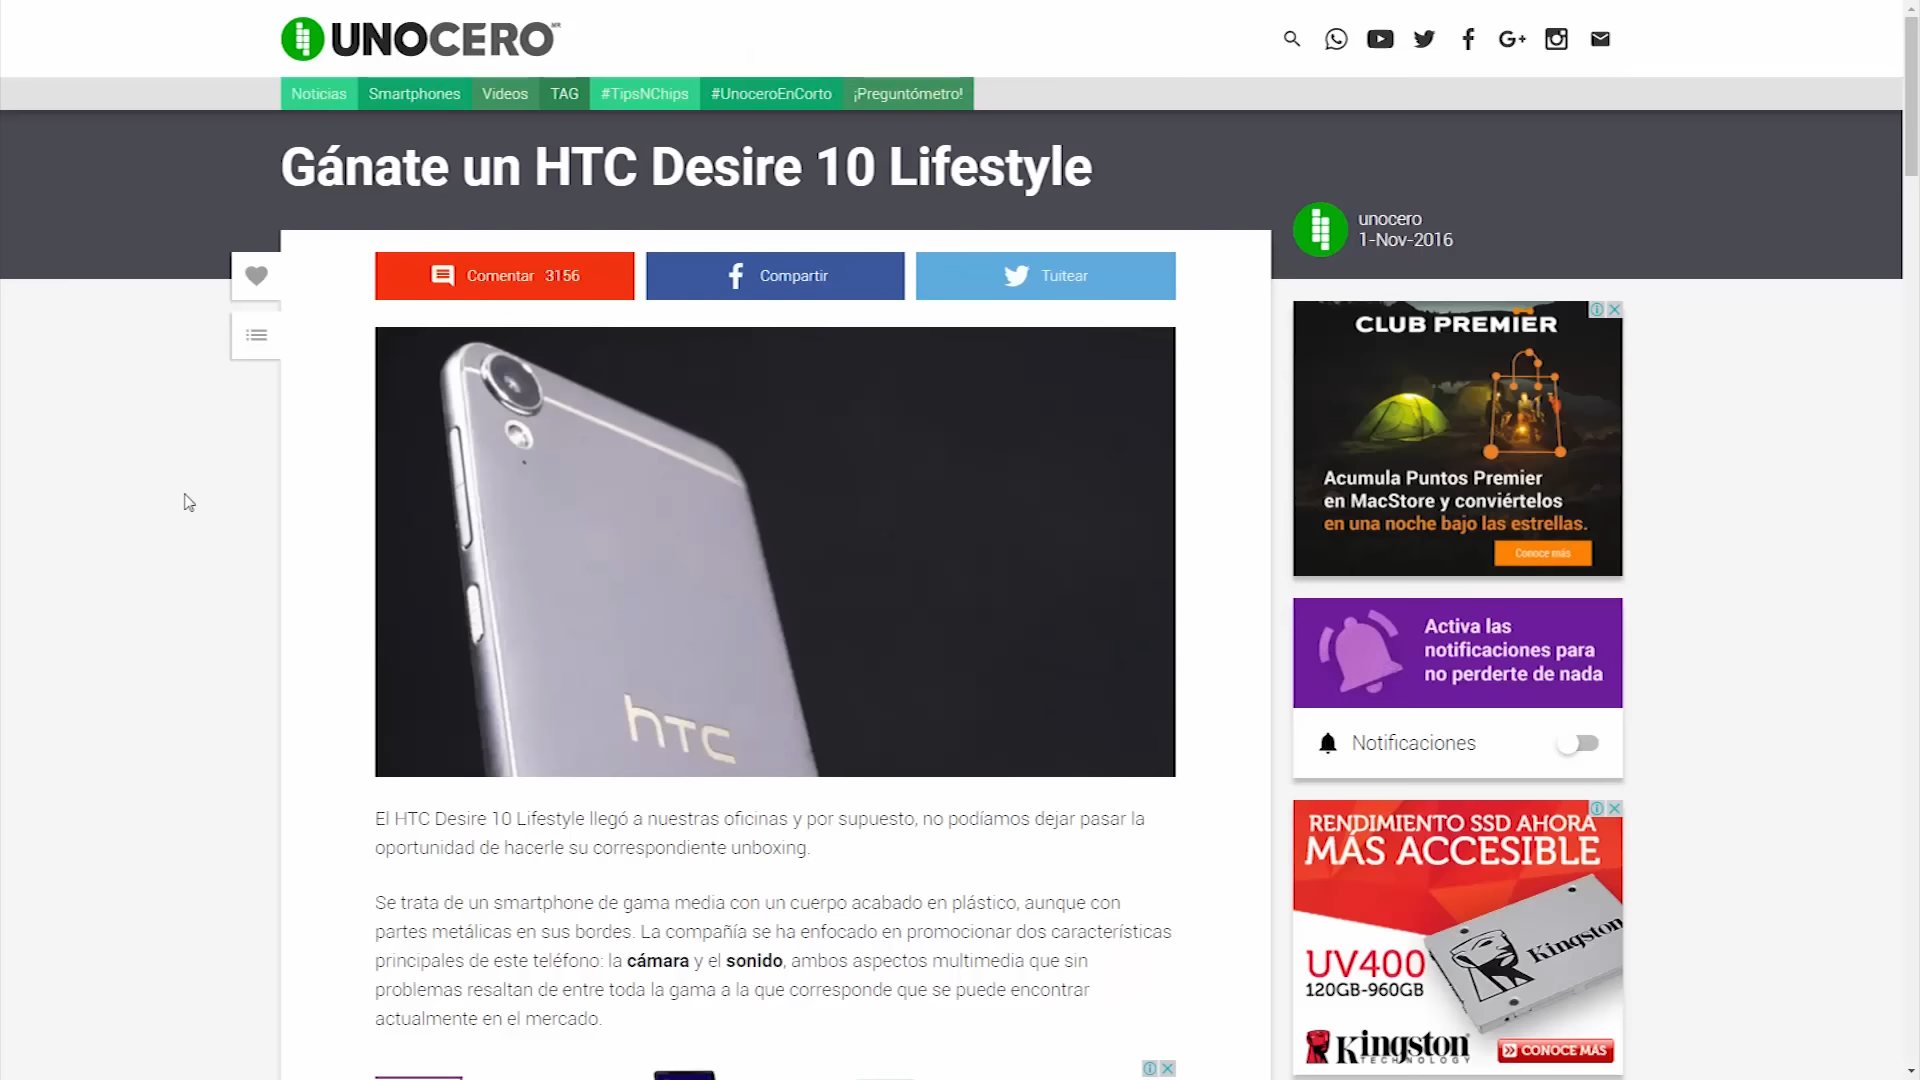 UNOCERO MR
Noticias Smartphones Videos TAG #TipsNChips #UnoceroEnCorto ¡Preguntómetro!
Gánate un HTC Desire 10 Lifestyle
unocero
1-Nov-2016
Comentar 3156
Compartir
Tuitear
hTC
El HTC Desire 10 Lifestyle llegó a nuestras oficinas y por supuesto, no podíamos dejar pasar la
oportunidad de hacerle su correspondiente unboxing.
Se trata de un smartphone de gama media con un cuerpo acabado en plástico, aunque con
partes metálicas en sus bordes. La compañía se ha enfocado en promocionar dos características
principales de este teléfono: la cámara y el sonido, ambos aspectos multimedia que sin
problemas resaltan de entre toda la gama a la que corresponde que se puede encontrar
actualmente en el mercado.
CLUB PREMIER
Acumula Puntos Premier
en MacStore y conviértelos
en una noche bajo las estrellas.
Conoce más
Activa las
notificaciones para
no perderte de nada
Notificaciones
RENDIMIENTO SSD AHORA
MÁS ACCESIBLE
Kingston
UV400
120GB-960GB
Kingston
TECHNOLOGY
CONOCE MÁS